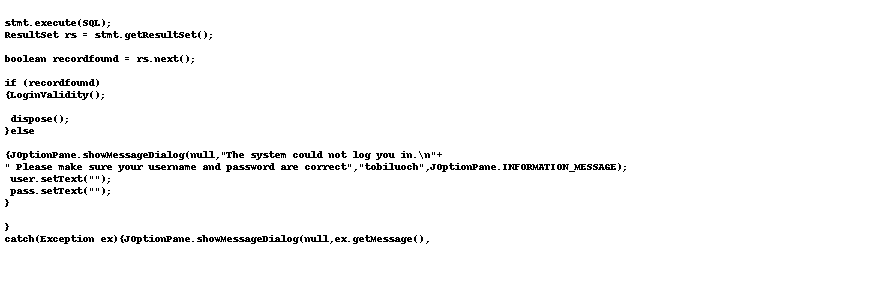 stmt.execute(SQL);
ResultSet rs = stmt.getResultSet();
boolean recordfound = rs.next();
if (recordfound)
{LoginValidity();
dispose();
}else
{JOptionPane.showMessageDialog(null,"The system could not log you in.\n"+
" Please make sure your username and password are correct","tobiluoch",JOptionPane.INFORMATION_MESSAGE);
user.setText("");
pass.setText("");
}
}
catch(Exception ex){JOptionPane.showMessageDialog(null,ex.getMessage(),